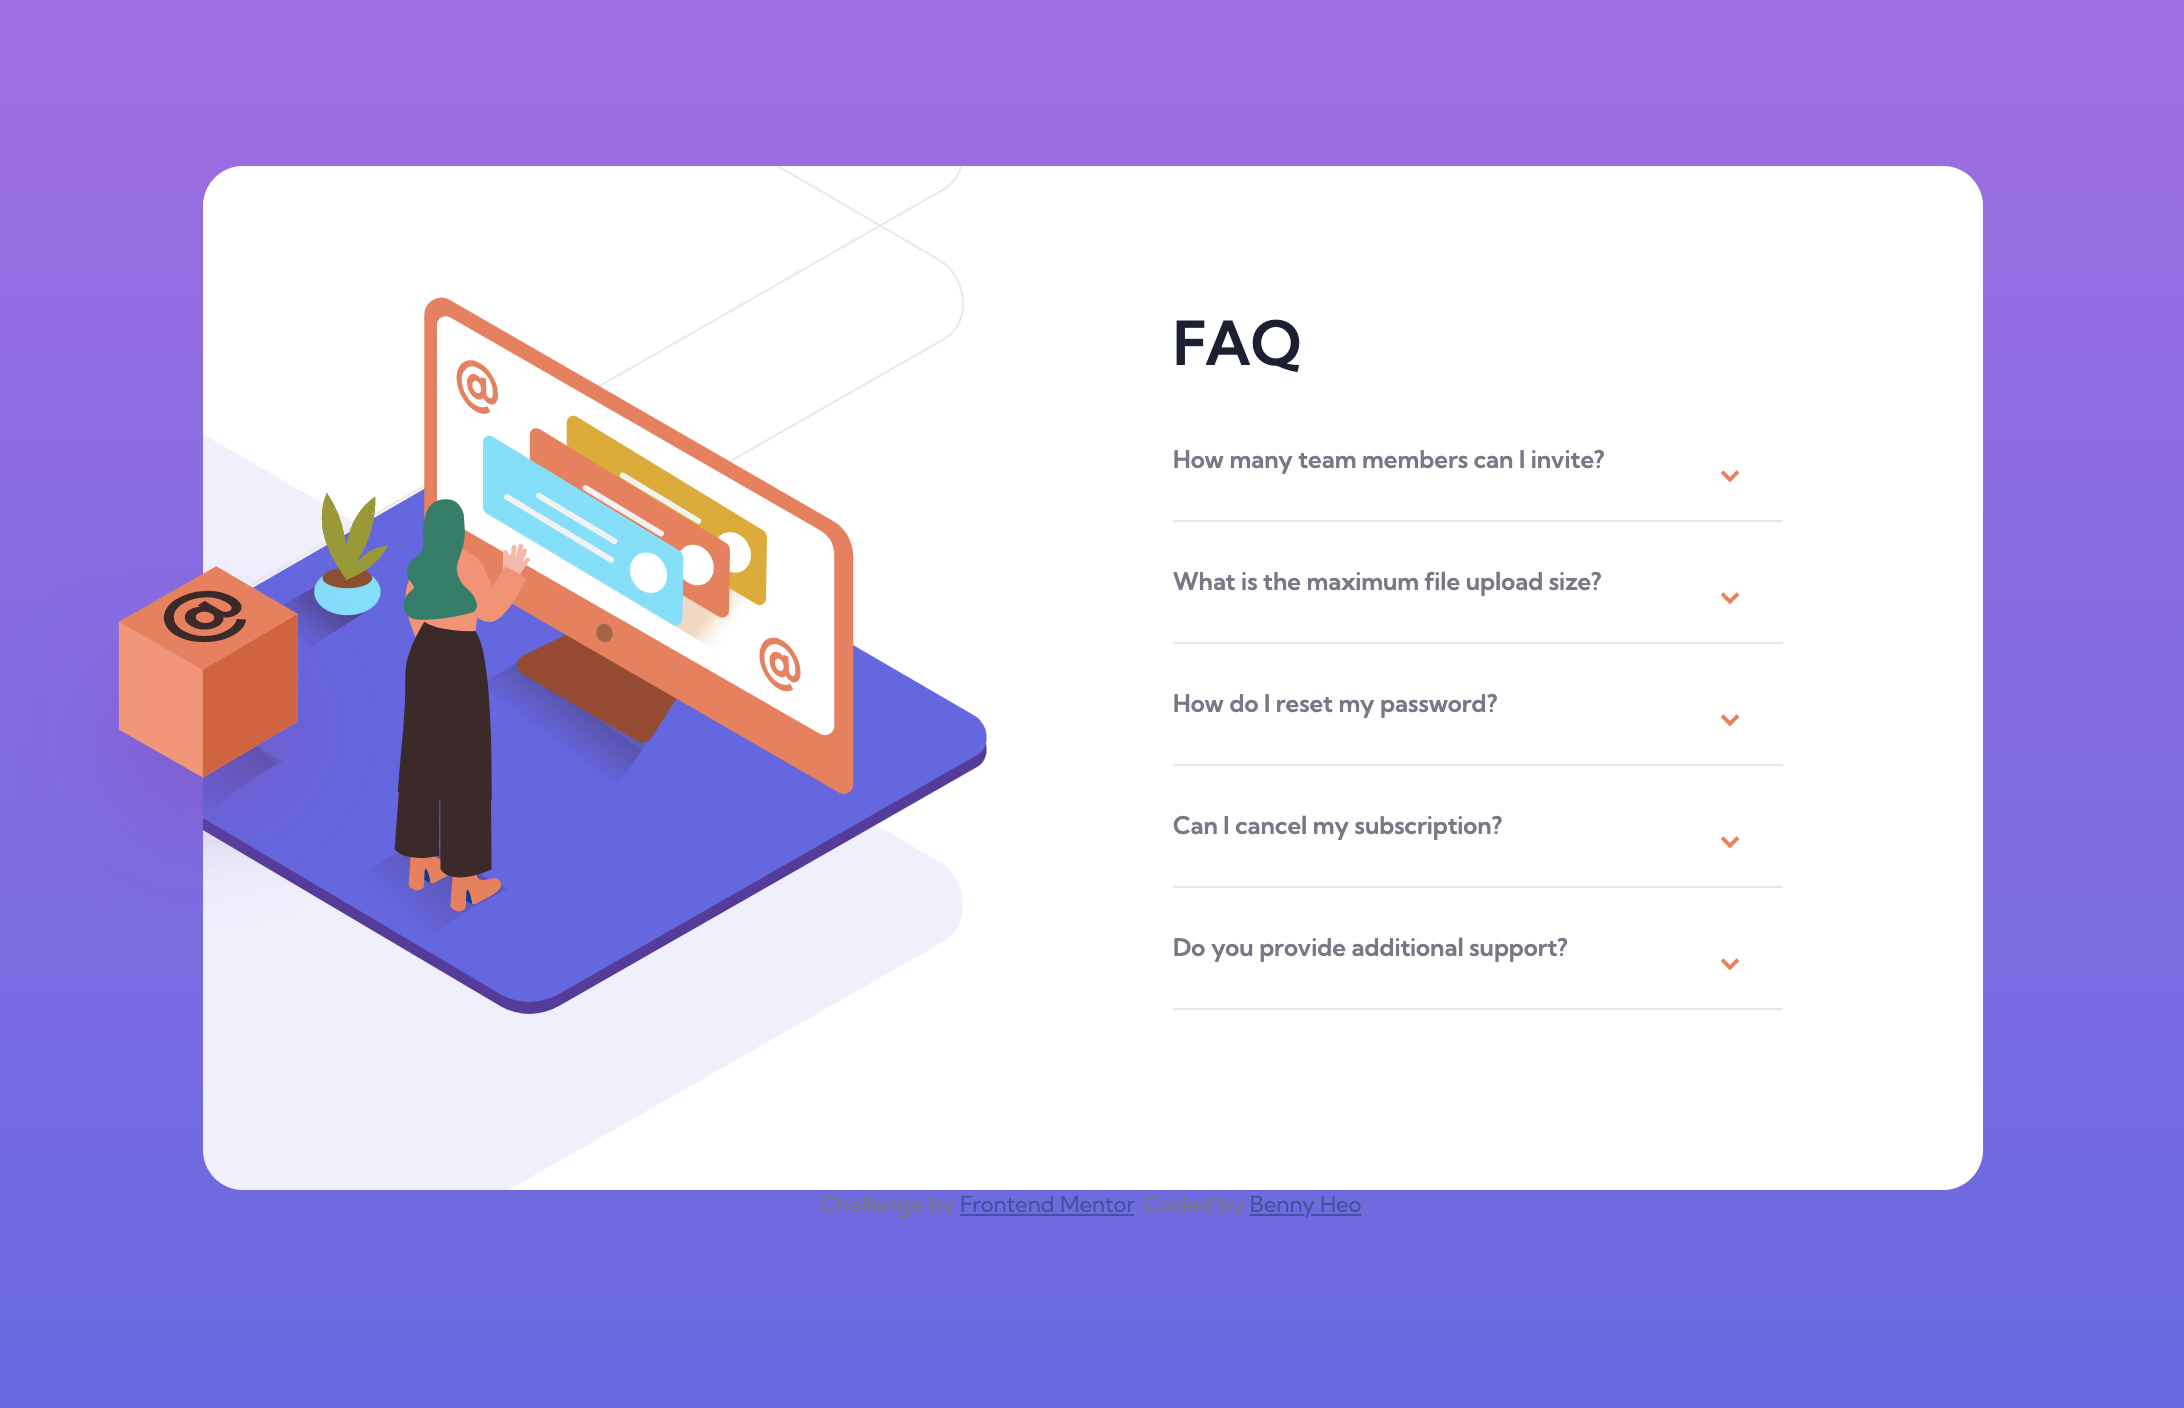 FAQ
How many team members can I invite?
What is the maximum file upload size?
How do I reset my password?
Can I cancel my subscription?
Do you provide additional support?
@
@
@
Challenge by Frontend Mentor. Coded by Benny Heo